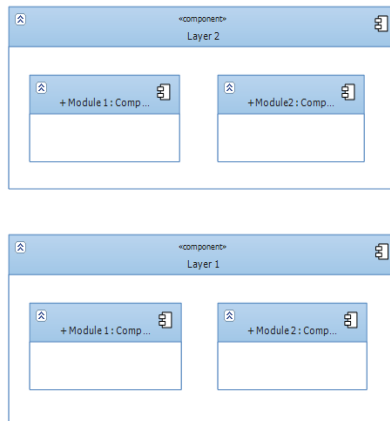 «component»
Layer 2
+ Module 1 : Comp...
+ Module2 : Comp...
«component»
Layer 1
+ Module 1 : Comp...
+ Module 2 : Comp...